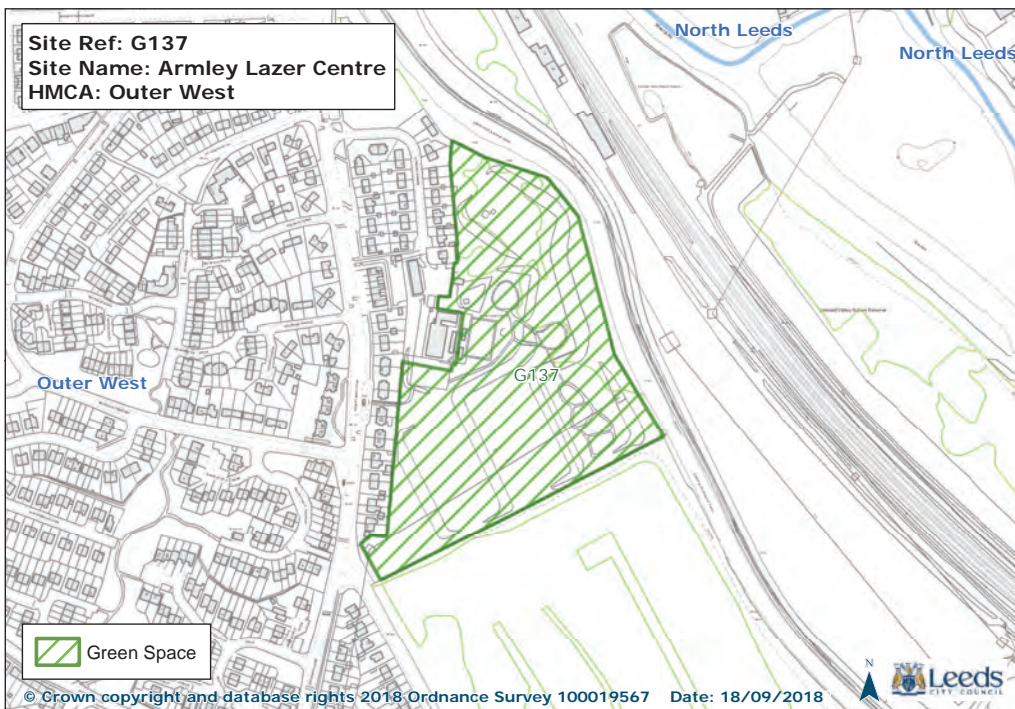 Site Ref: G137
Site Name: Armley Lazer Centre
HMCA: Outer West
North Leeds
North Leeds
Outer West
G137
Green Space
© Crown copyright and database rights 2018 Ordnance Survey 100019567 Date: 18/09/2018
N
Leeds
CITY COUNCIL